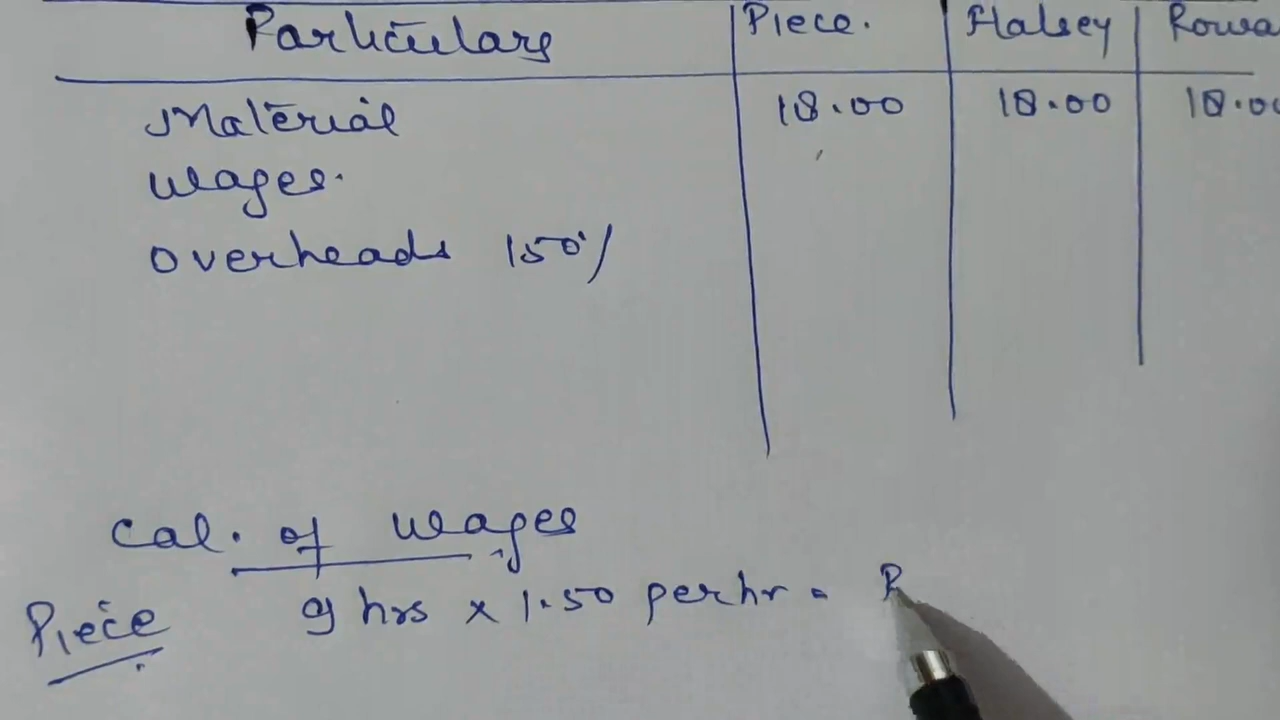 Particulars Piece. Halsey Rowa
Material 18.00 18.00 18.00
Wages.
Overheads 150%
Cal. of Wages
Piece 9 hrs x 1.50 per hr =